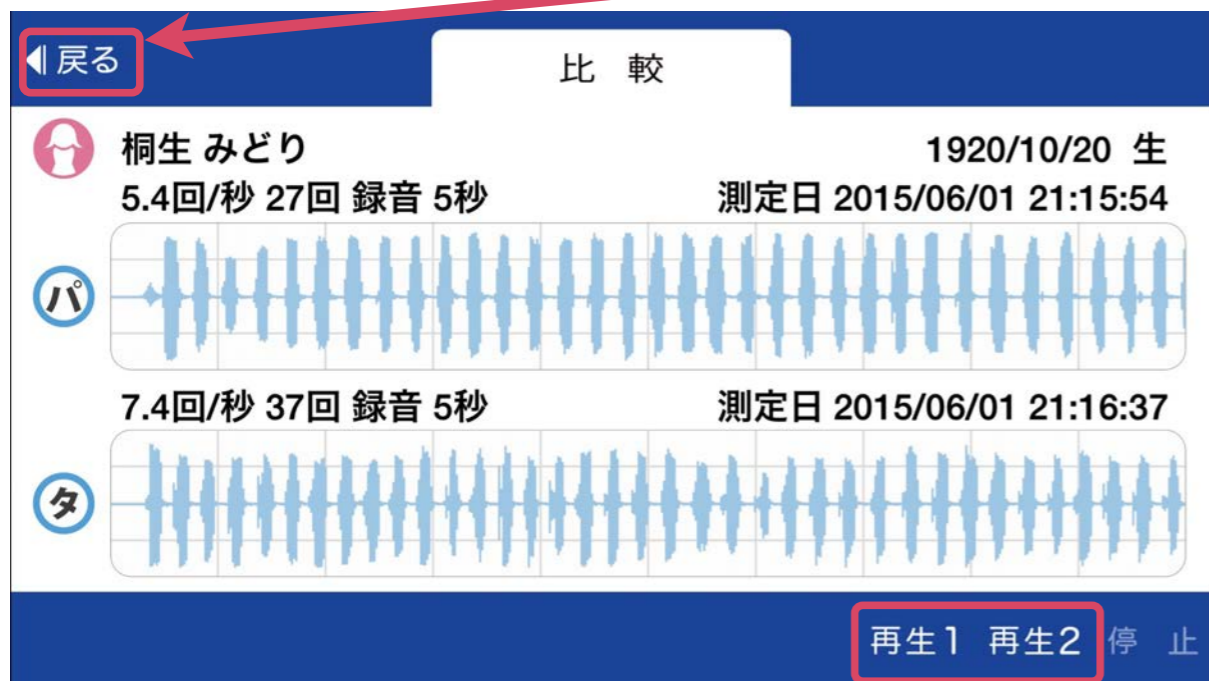 戻る
比 較
桐生 みどり 1920/10/20 生
5.4回/秒 27回 録音 5秒 測定日 2015/06/01 21:15:54
パ
7.4回/秒 37回 録音 5秒 測定日 2015/06/01 21:16:37
タ
再生1 再生2 停 止